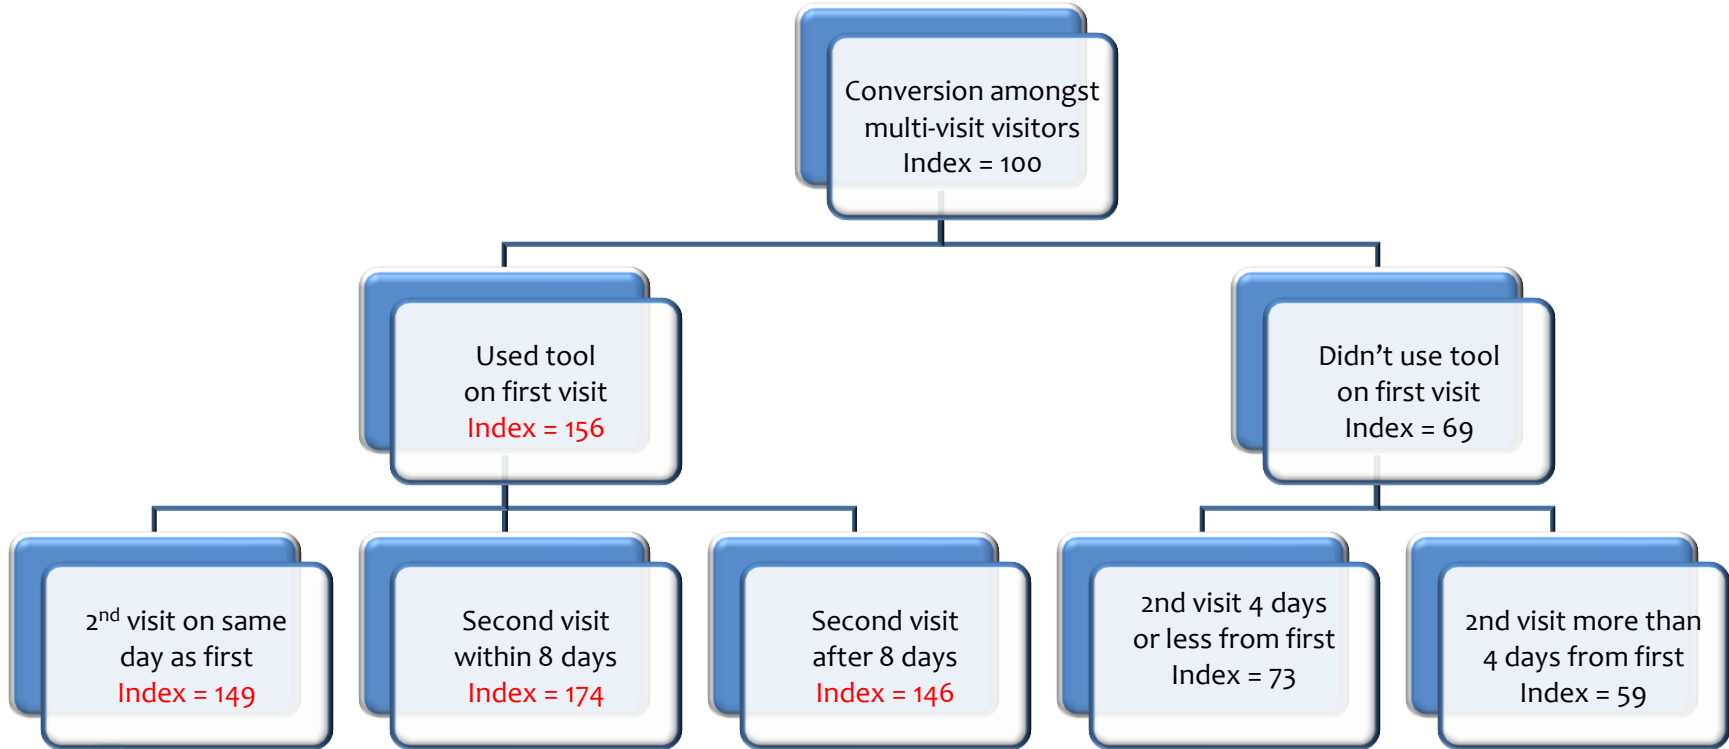 Conversion amongst
multi-visit visitors
Index = 100
Used tool
on first visit
Index = 156
Didn’t use tool
on first visit
Index = 69
2nd visit on same
day as first
Index = 149
Second visit
within 8 days
Index = 174
Second visit
after 8 days
Index = 146
2nd visit 4 days
or less from first
Index = 73
2nd visit more than
4 days from first
Index = 59